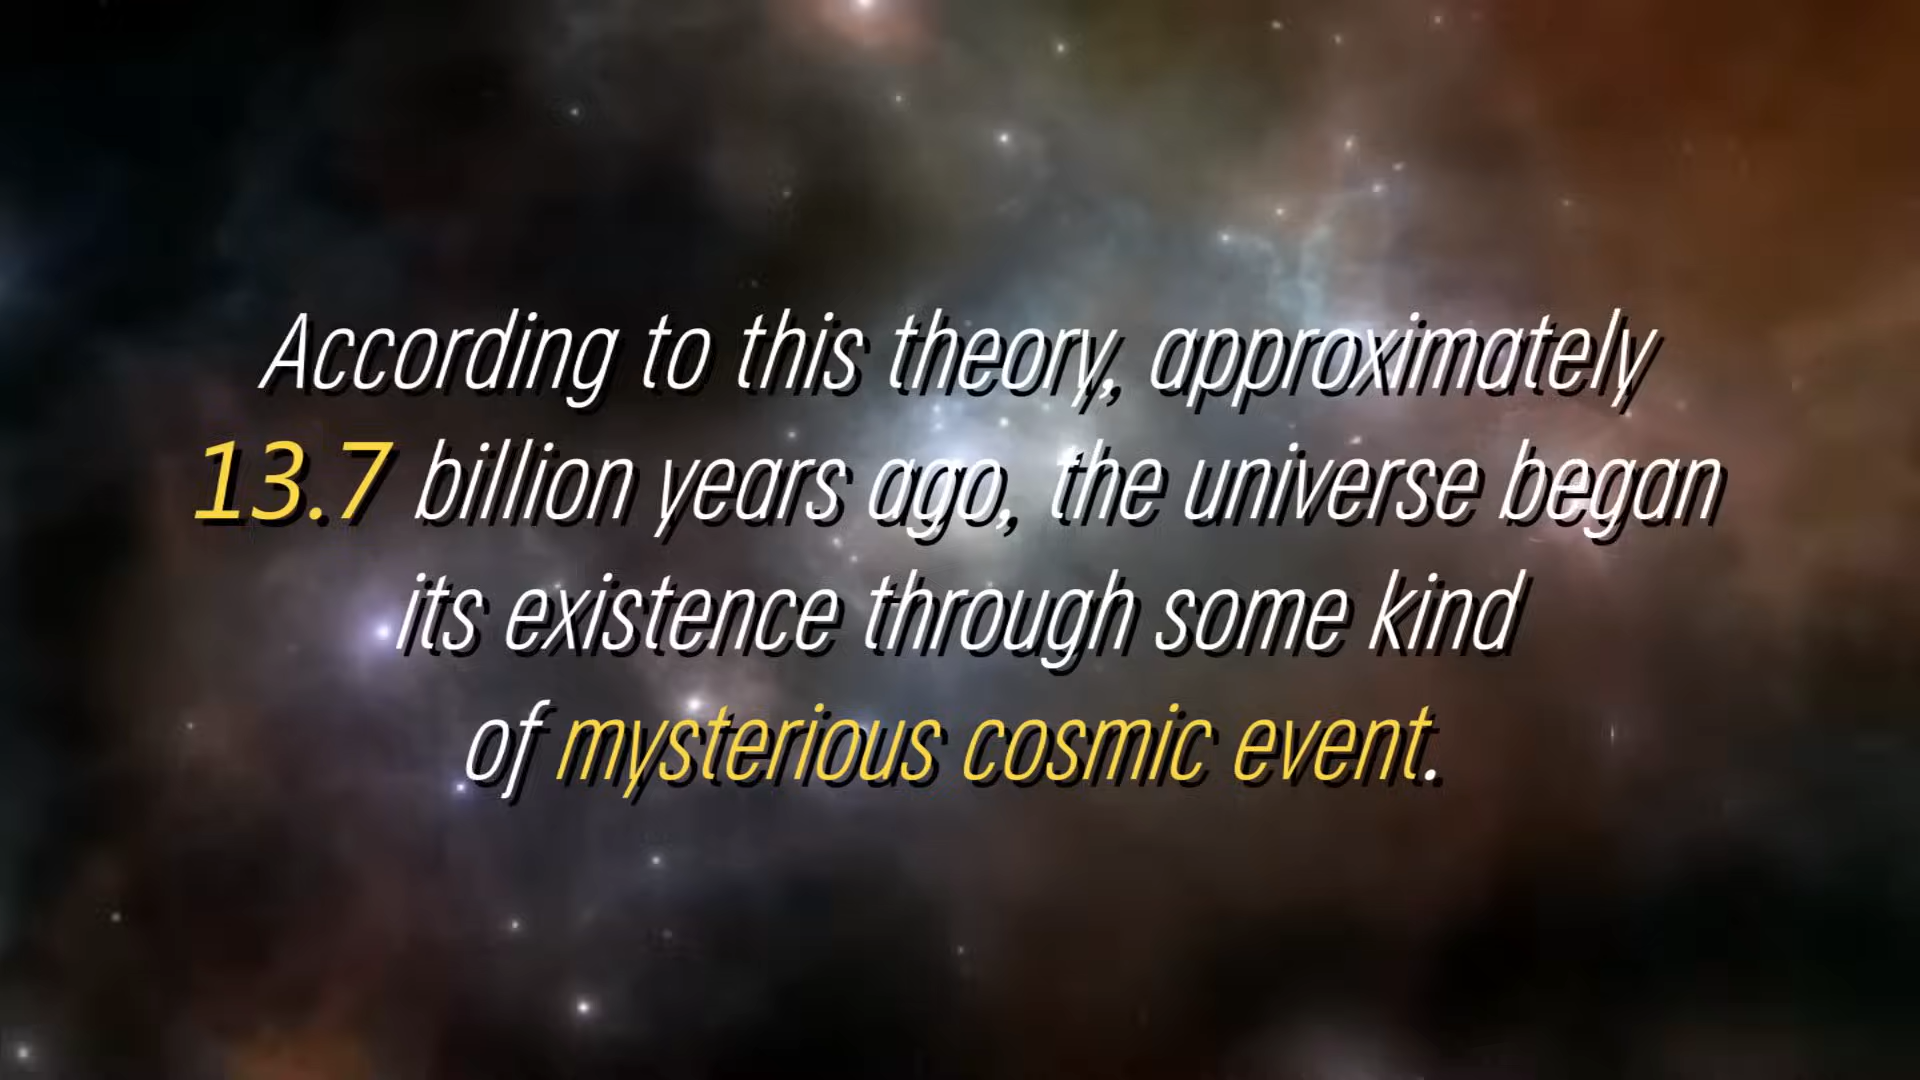 According to this theory, approximately
13.7 billion years ago, the universe began
its existence through some kind
of mysterious cosmic event.